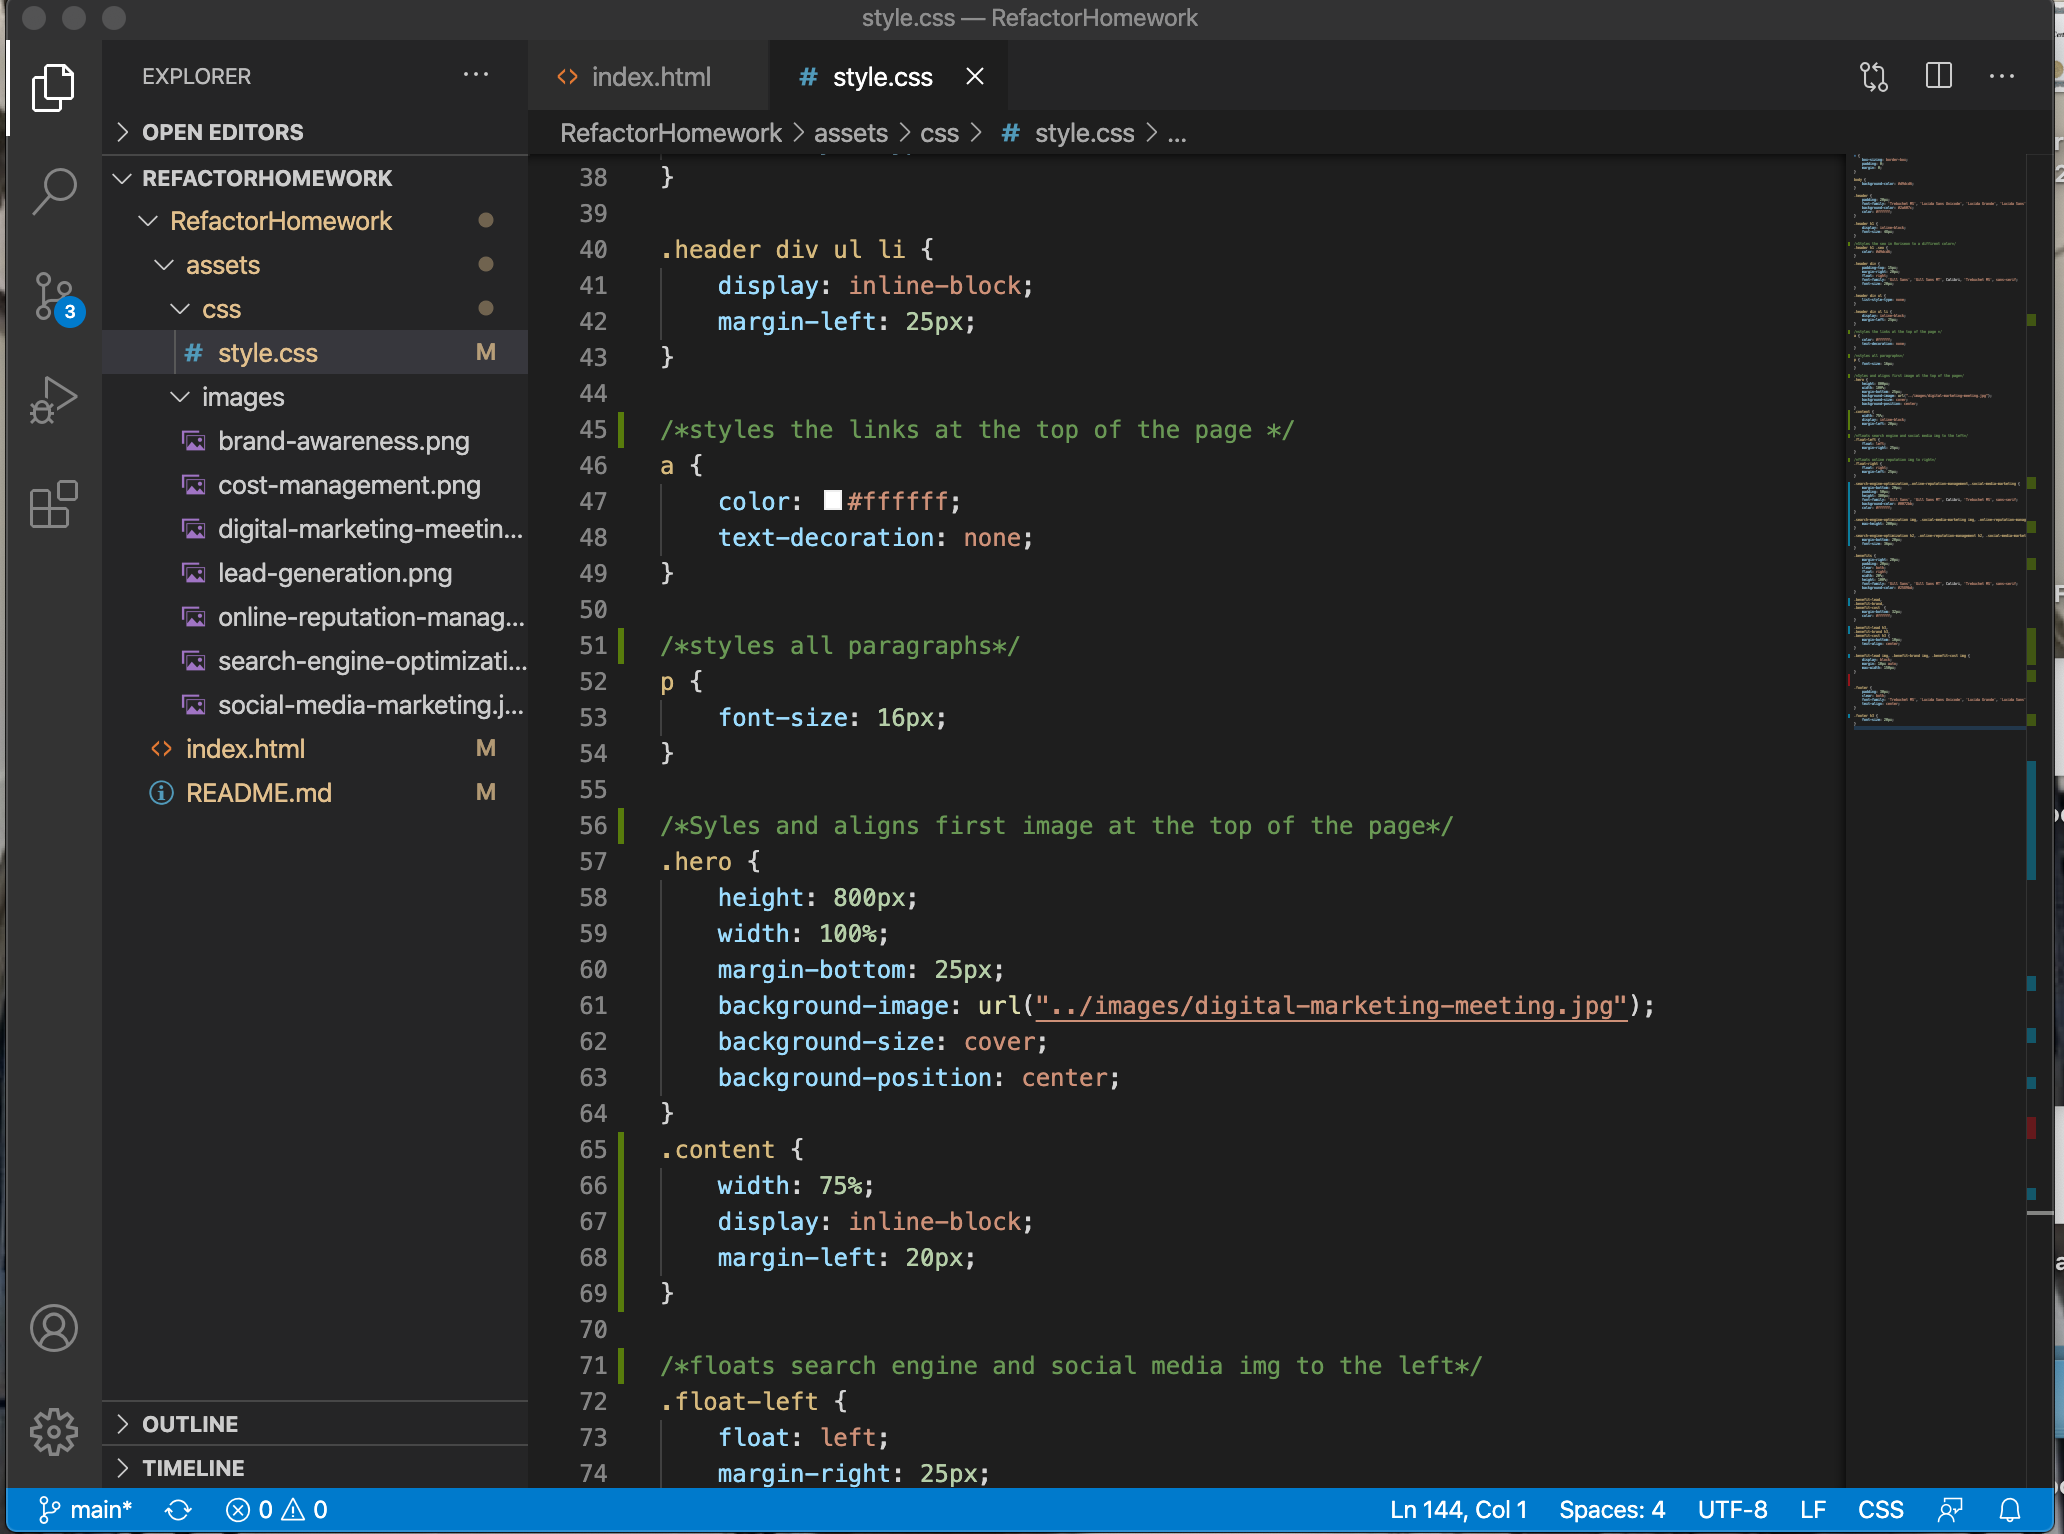 style.css — RefactorHomework
EXPLORER
index.html
style.css
OPEN EDITORS
RefactorHomework > assets > css > # style.css > ...
REFACTORHOMEWORK
RefactorHomework
assets
css
# style.css M
images
brand-awareness.png
cost-management.png
digital-marketing-meetin...
lead-generation.png
online-reputation-manag...
search-engine-optimizati...
social-media-marketing.j...
index.html M
README.md M
OUTLINE
TIMELINE
3
38 }
39
40 .header div ul li {
41 display: inline-block;
42 margin-left: 25px;
43 }
44
45 /*styles the links at the top of the page */
46 a {
47 color: #ffffff;
48 text-decoration: none;
49 }
50
51 /*styles all paragraphs*/
52 p {
53 font-size: 16px;
54 }
55
56 /*Syles and aligns first image at the top of the page*/
57 .hero {
58 height: 800px;
59 width: 100%;
60 margin-bottom: 25px;
61 background-image: url("../images/digital-marketing-meeting.jpg");
62 background-size: cover;
63 background-position: center;
64 }
65 .content {
66 width: 75%;
67 display: inline-block;
68 margin-left: 20px;
69 }
70
71 /*floats search engine and social media img to the left*/
72 .float-left {
73 float: left;
74 margin-right: 25px;
main* 0 0 Ln 144, Col 1 Spaces: 4 UTF-8 LF CSS